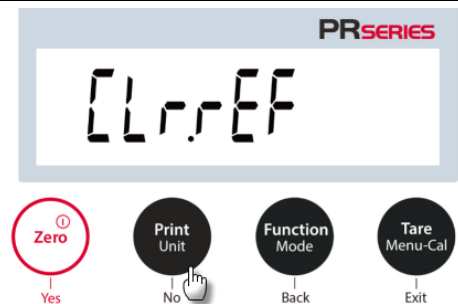 PRSERIES
CLr.rEF
Zero
Print
Unit
Function
Mode
Tare
Menu-Cal
Yes
No
Back
Exit